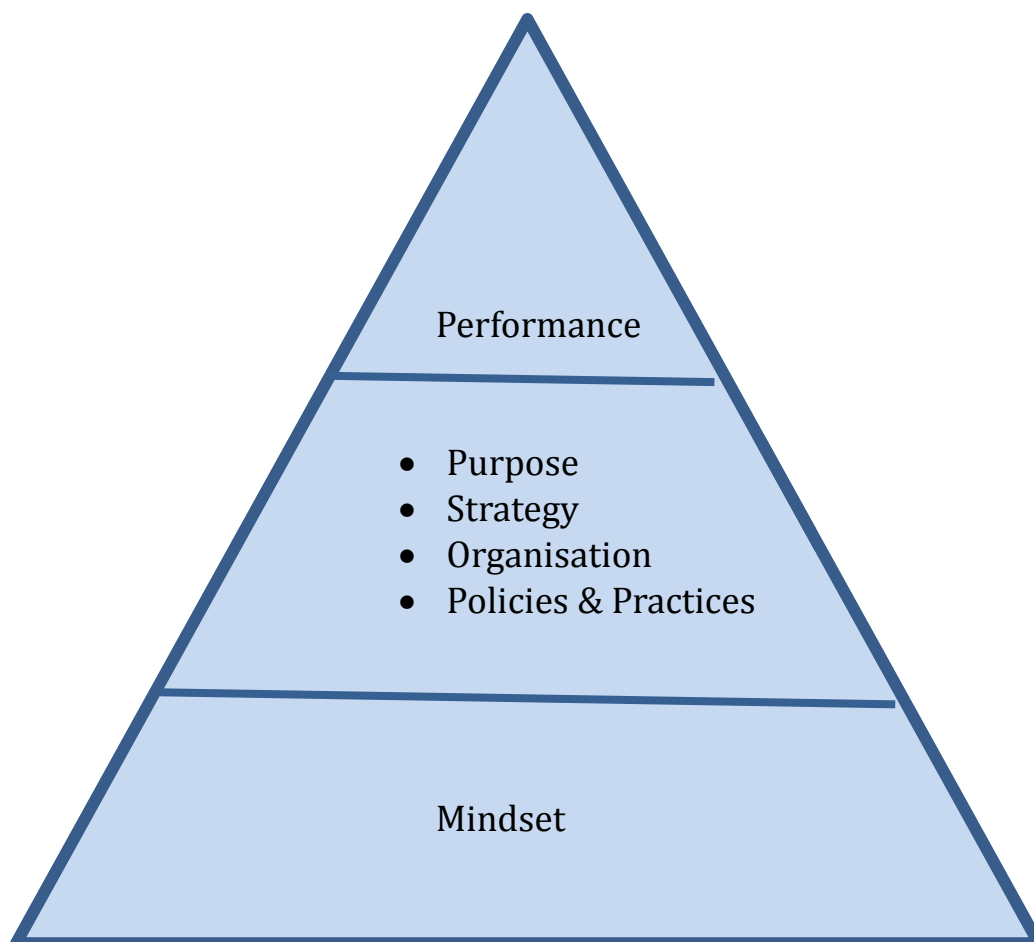 Performance
• Purpose
• Strategy
• Organisation
• Policies & Practices
Mindset